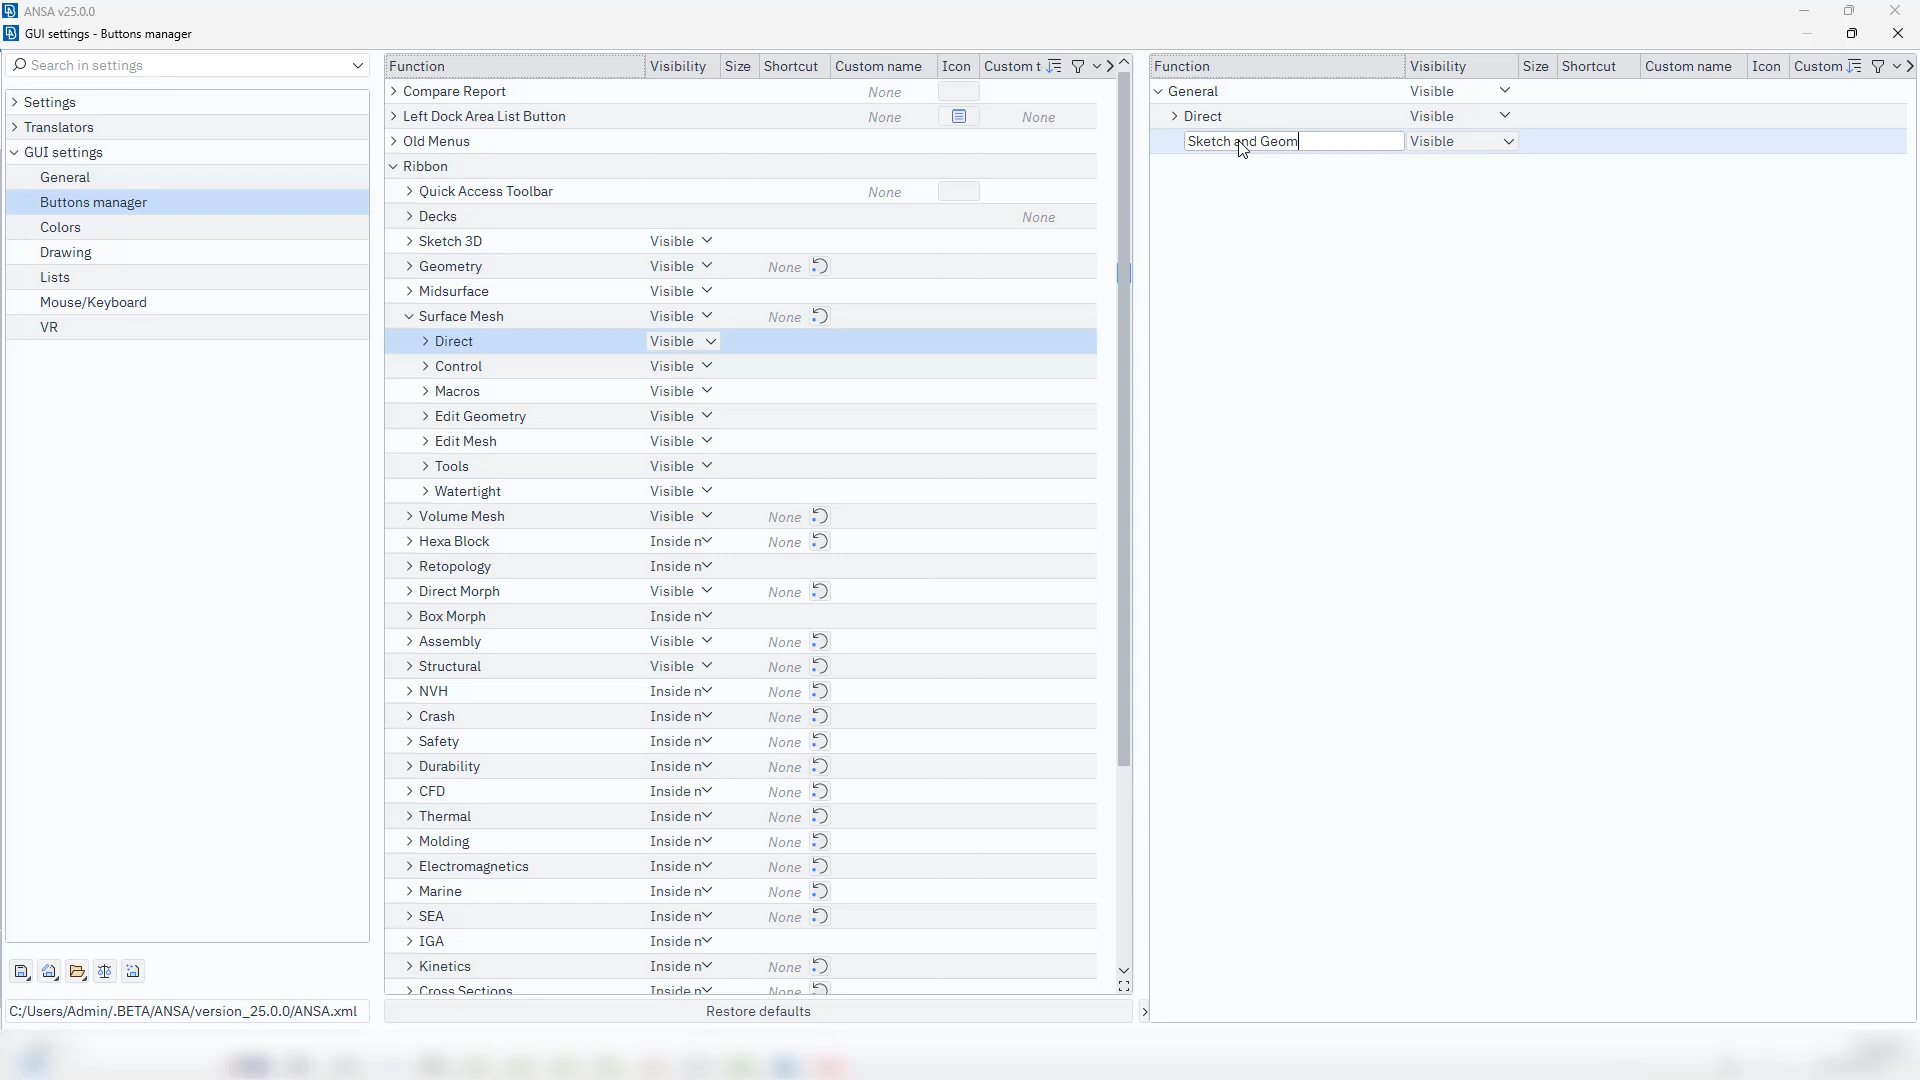 ANSA v25.0.0
GUI settings - Buttons manager
Search in settings
Settings
Translators
GUI settings
General
Buttons manager
Colors
Drawing
Lists
Mouse/Keyboard
VR
C:/Users/Admin/.BETA/ANSA/version_25.0.0/ANSA.xml
Function Visibility Size Shortcut Custom name Icon Custom t
Compare Report None
Left Dock Area List Button None None
Old Menus
Ribbon
Quick Access Toolbar None
Decks None
Sketch 3D Visible
Geometry Visible None
Midsurface Visible
Surface Mesh Visible None
Direct Visible
Control Visible
Macros Visible
Edit Geometry Visible
Edit Mesh Visible
Tools Visible
Watertight Visible
Volume Mesh Visible None
Hexa Block Inside n None
Retopology Inside n
Direct Morph Visible None
Box Morph Inside n
Assembly Visible None
Structural Visible None
NVH Inside n None
Crash Inside n None
Safety Inside n None
Durability Inside n None
CFD Inside n None
Thermal Inside n None
Molding Inside n None
Electromagnetics Inside n None
Marine Inside n None
SEA Inside n None
IGA Inside n
Kinetics Inside n None
Cross Sections Inside n None
Restore defaults
Function Visibility Size Shortcut Custom name Icon Custom
General Visible
Direct Visible
Sketch and Geom Visible